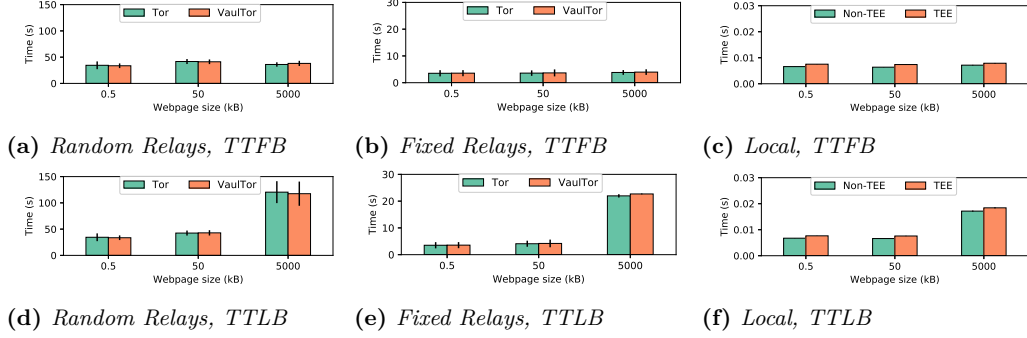 150
100
50
0
Time (s)
Tor
VaulTor
0.5
50
5000
Webpage size (kB)
(a) Random Relays, TTFB
30
20
10
0
Time (s)
Tor
VaulTor
0.5
50
5000
Webpage size (kB)
(b) Fixed Relays, TTFB
0.03
0.02
0.01
0.00
Time (s)
Non-TEE
TEE
0.5
50
5000
Webpage size (kB)
(c) Local, TTFB
150
100
50
0
Time (s)
Tor
VaulTor
0.5
50
5000
Webpage size (kB)
(d) Random Relays, TTLB
30
20
10
0
Time (s)
Tor
VaulTor
0.5
50
5000
Webpage size (kB)
(e) Fixed Relays, TTLB
0.03
0.02
0.01
0.00
Time (s)
Non-TEE
TEE
0.5
50
5000
Webpage size (kB)
(f) Local, TTLB